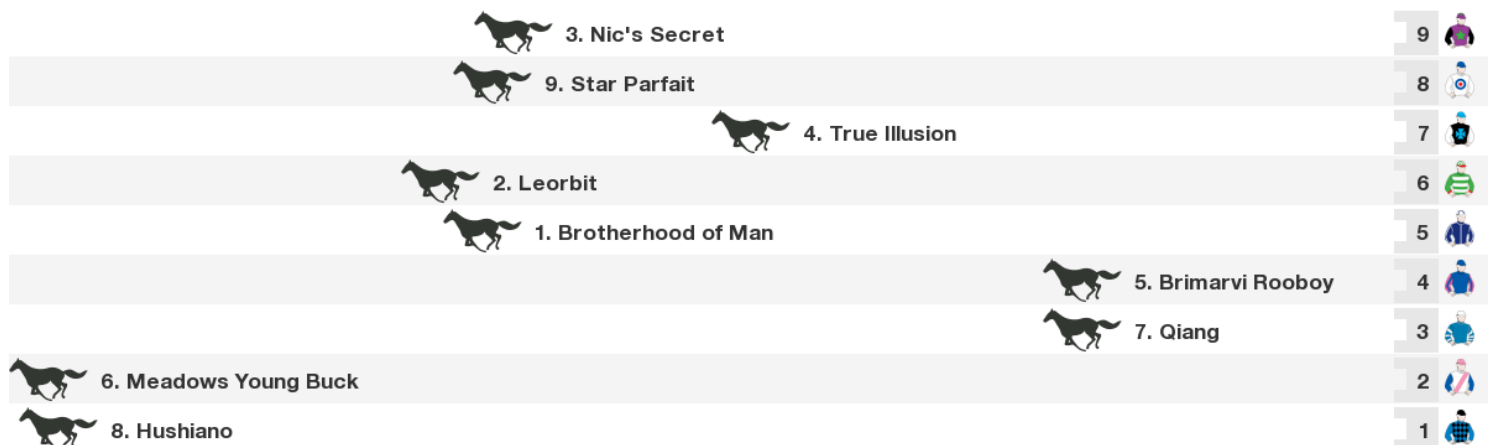 3. Nic's Secret 9
9. Star Parfait 8
4. True Illusion 7
2. Leorbit 6
1. Brotherhood of Man 5
5. Brimarvi Rooboy 4
7. Qiang 3
6. Meadows Young Buck 2
8. Hushiano 1